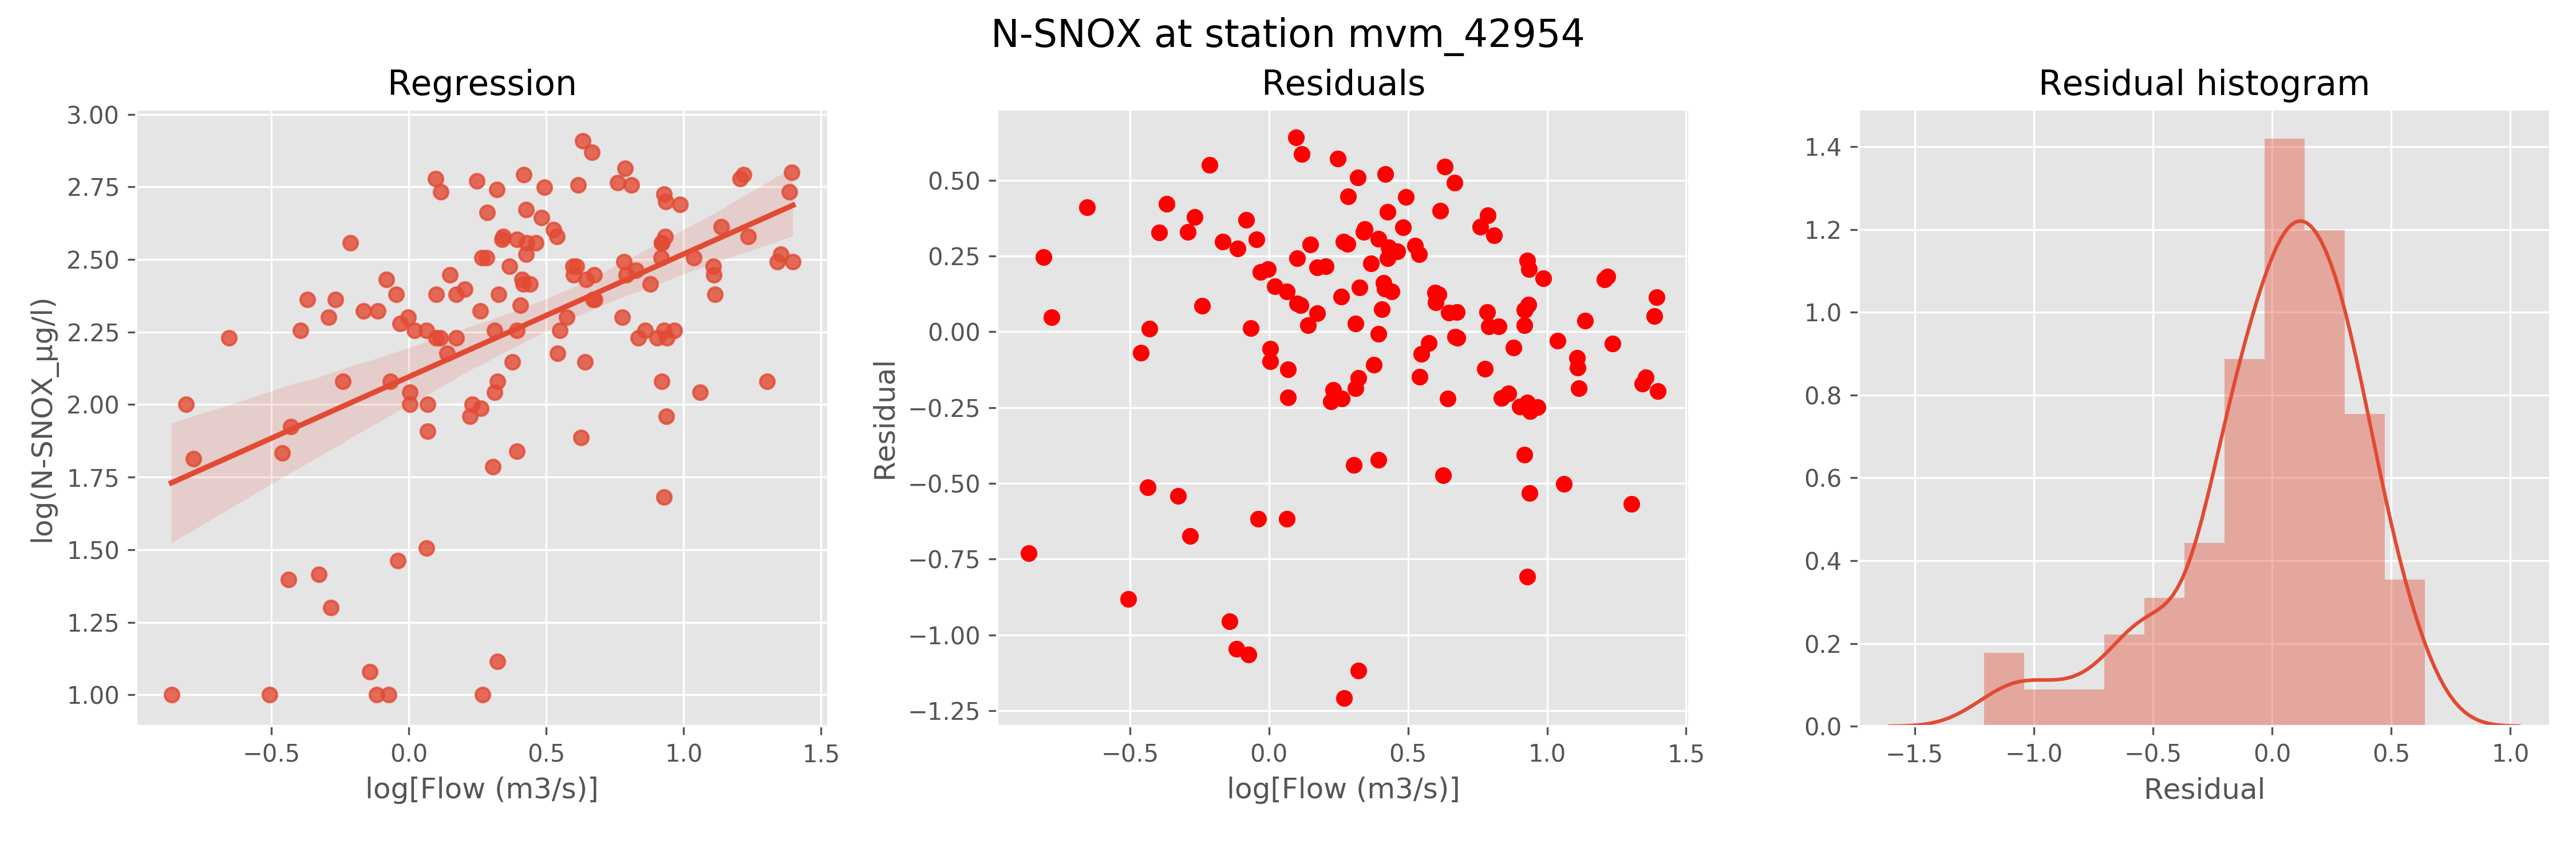 N-SNOX at station mvm_42954
Regression
3.00
2.75
2.50
2.25
2.00
1.75
1.50
1.25
1.00
log(N-SNOX_µg/l)
−0.5 0.0 0.5 1.0 1.5
log[Flow (m3/s)]
Residuals
0.50
0.25
0.00
−0.25
−0.50
−0.75
−1.00
−1.25
Residual
−0.5 0.0 0.5 1.0 1.5
log[Flow (m3/s)]
Residual histogram
1.4
1.2
1.0
0.8
0.6
0.4
0.2
0.0
−1.5 −1.0 −0.5 0.0 0.5 1.0
Residual